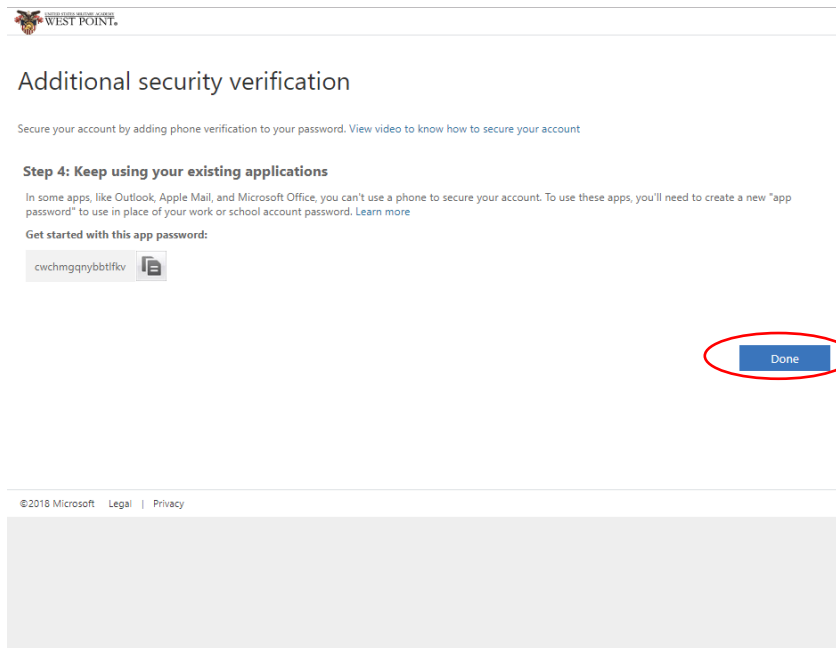 UNITED STATES MILITARY ACADEMY
WEST POINT.
Additional security verification
Secure your account by adding phone verification to your password. View video to know how to secure your account
Step 4: Keep using your existing applications
In some apps, like Outlook, Apple Mail, and Microsoft Office, you can't use a phone to secure your account. To use these apps, you'll need to create a new "app
password" to use in place of your work or school account password. Learn more
Get started with this app password:
cwchmgqnybbtlfkv
Done
©2018 Microsoft Legal | Privacy